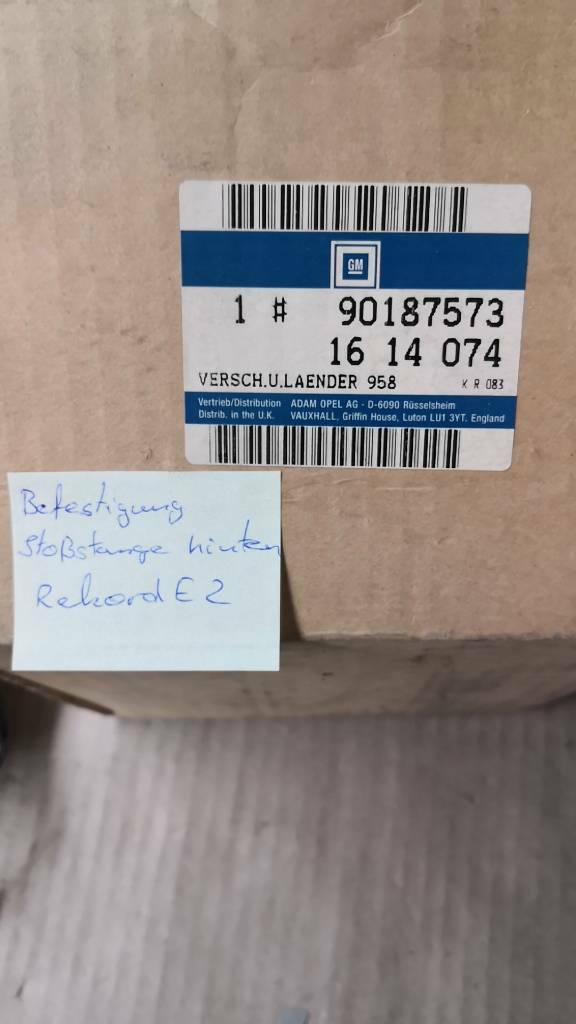 GM
1 # 90187573
16 14 074
VERSCH.U.LAENDER 958 K R 083
Vertrieb/Distribution ADAM OPEL AG - D-6090 Rüsselsheim
Distrib. in the U.K. VAUXHALL, Griffin House, Luton LU1 3YT. England
Befestigung
Stoßstange hinten
Rekord E 2